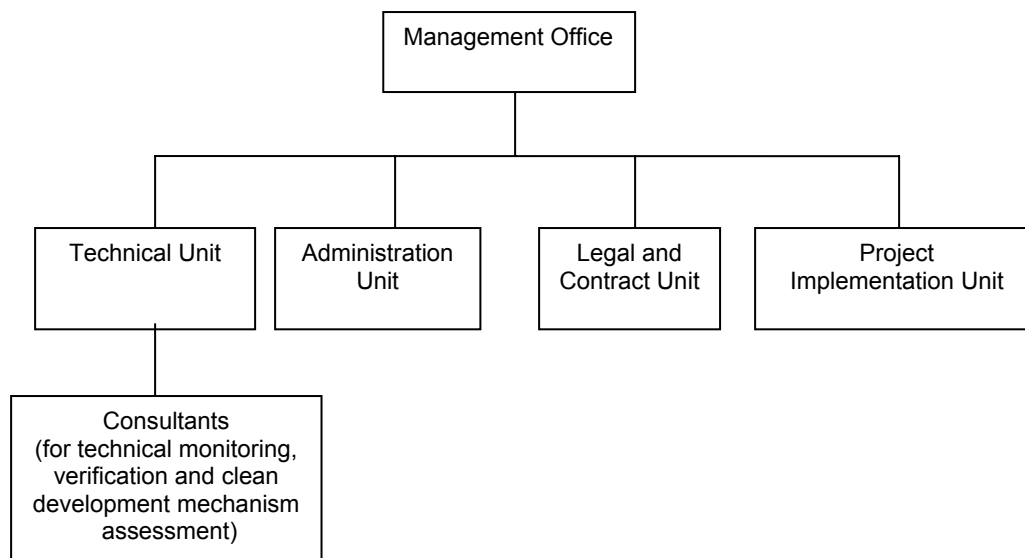 Management Office
Technical Unit
Administration
Unit
Legal and
Contract Unit
Project
Implementation Unit
Consultants
(for technical monitoring,
verification and clean
development mechanism
assessment)